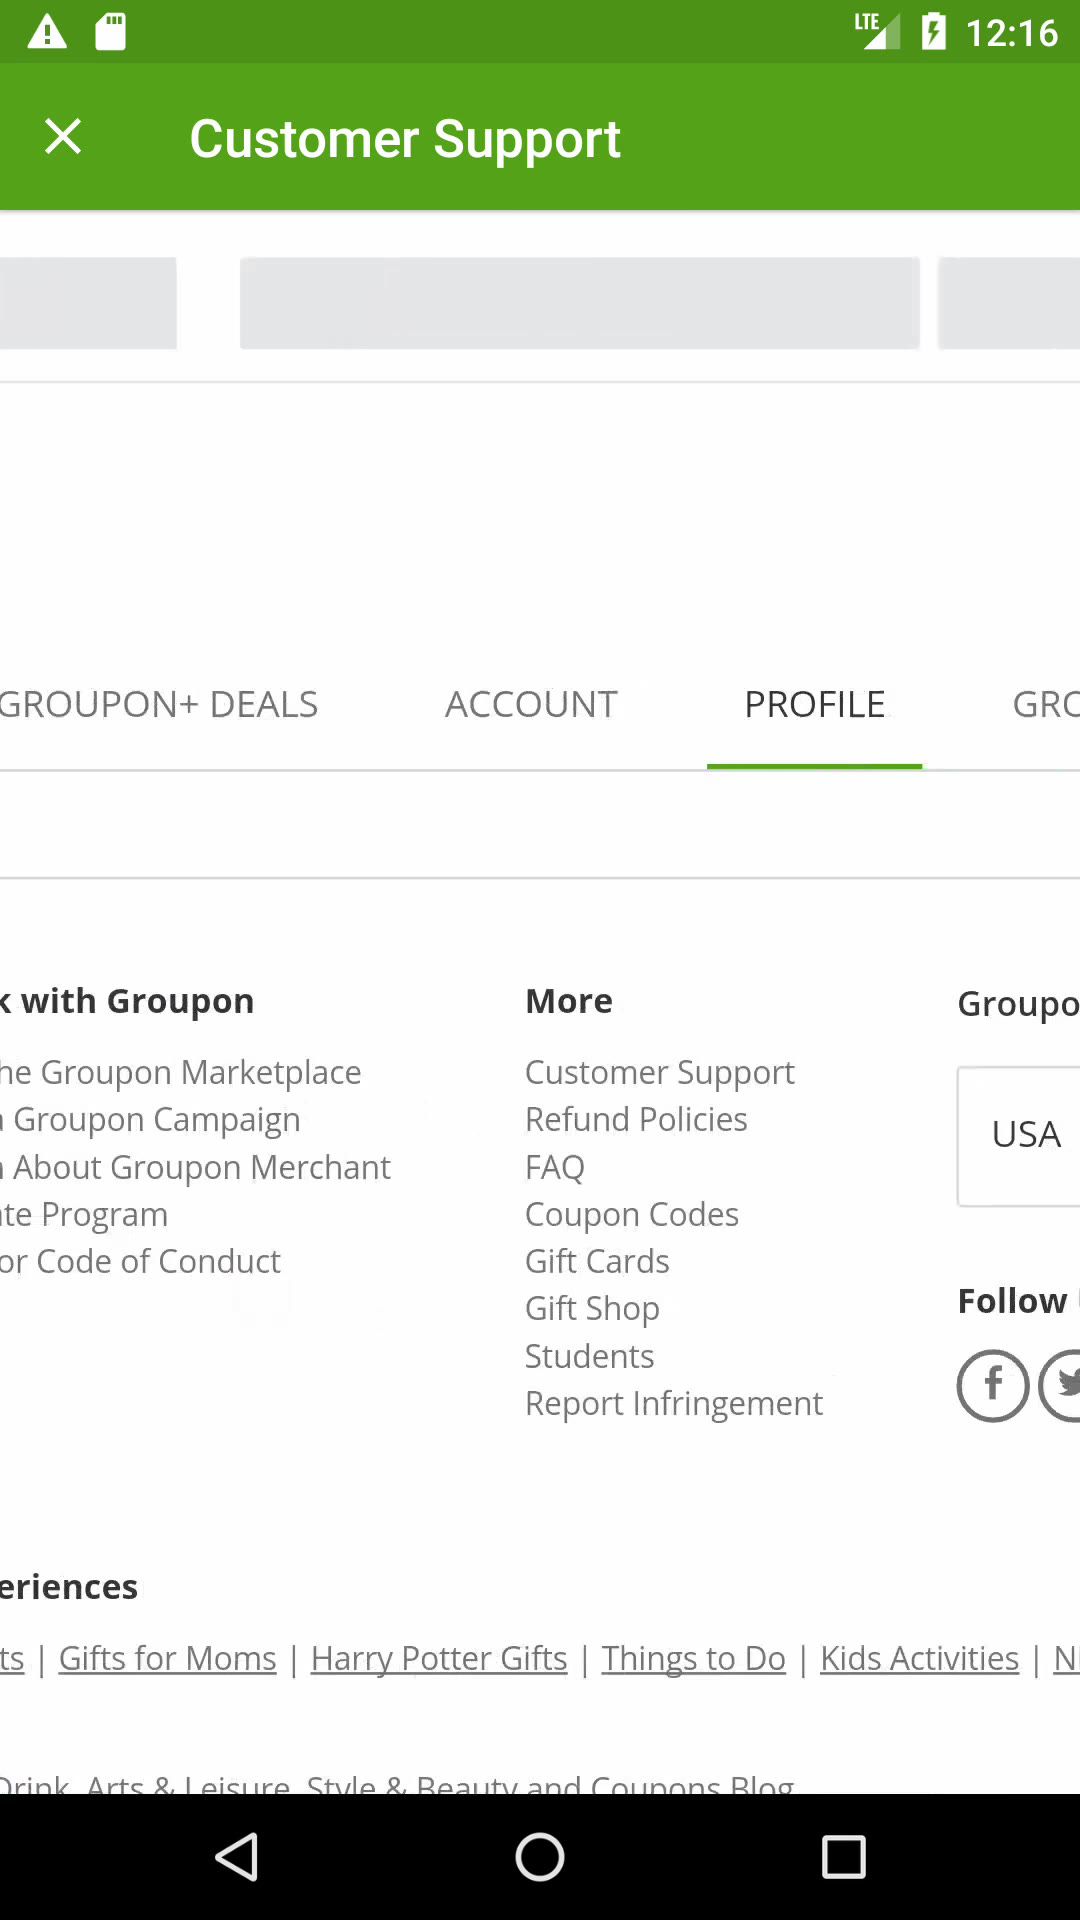 LTE 12:16
Customer Support
GROUPON+ DEALS ACCOUNT PROFILE GRO
k with Groupon
he Groupon Marketplace
a Groupon Campaign
n About Groupon Merchant
ate Program
or Code of Conduct
More
Customer Support
Refund Policies
FAQ
Coupon Codes
Gift Cards
Gift Shop
Students
Report Infringement
Groupo
USA
Follow
eriences
ts | Gifts for Moms | Harry Potter Gifts | Things to Do | Kids Activities | N
Drink, Arts & Leisure, Style & Beauty and Coupons Blog